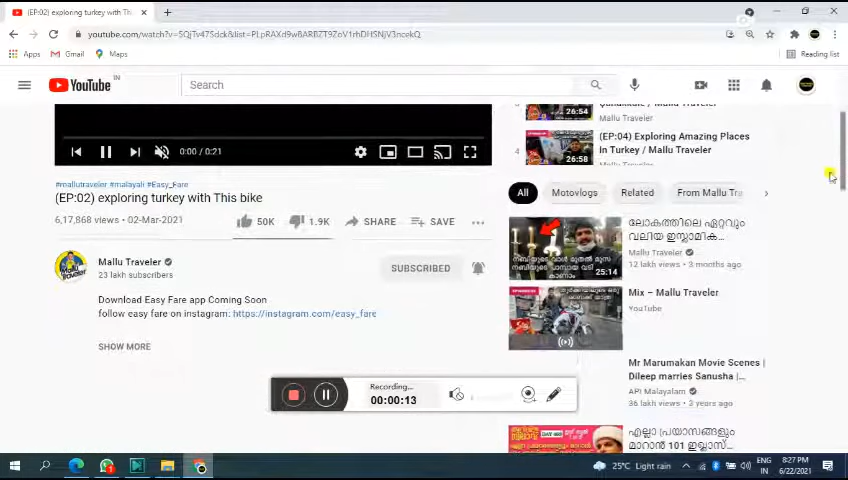 (EP:02) exploring turkey with Th
youtube.com/watch?v=
Apps Gmail Maps Reading list
YouTube IN
Search
26:54
Mallu Traveler
4
26:58
(EP:04) Exploring Amazing Places
in Turkey / Mallu Traveler
0:00 / 0:21
All Motovlogs Related From Mallu Tra
#mallutraveler #malayali #Easy_Fare
(EP:02) exploring turkey with This bike
6,17,868 views • 02-Mar-2021
50K 1.9K SHARE SAVE
25:14
ലോകത്തിലെ ഏറ്റവും
വലിയ ഇസ്ലാമിക...
Mallu Traveler
12 lakh views • 3 months ago
Mallu Traveler
23 lakh subscribers
SUBSCRIBED
Mix – Mallu Traveler
YouTube
Download Easy Fare app Coming Soon
follow easy fare on instagram: https://instagram.com/easy_fare
SHOW MORE
Mr Marumakan Movie Scenes |
Dileep marries Sanusha |...
API Malayalam
36 lakh views • 3 years ago
Recording...
00:00:13
എല്ലാ പ്രയാസങ്ങളും
മാറാൻ 101 ഇഖ്ലാസ്
25°C Light rain
ENG
IN
8:27 PM
6/22/2021